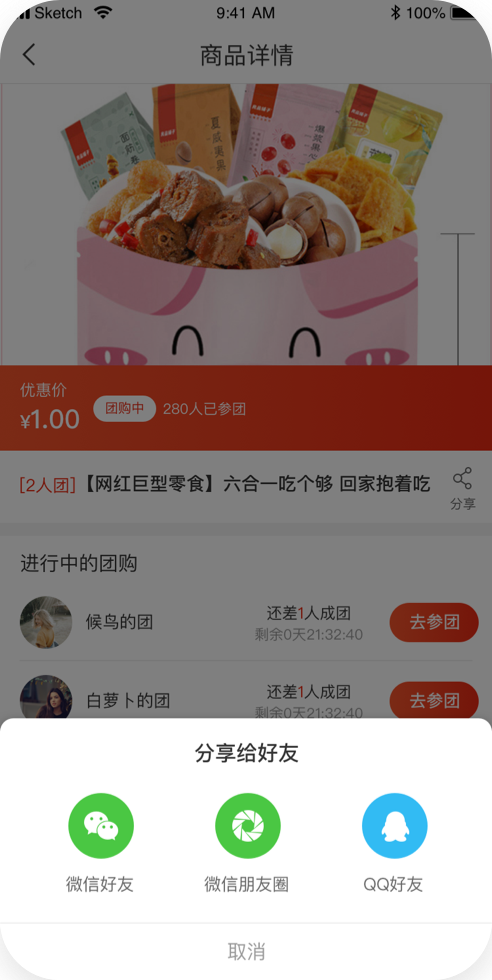 Sketch 9:41 AM 100%
商品详情
夏威夷果
优惠价
¥1.00 团购中 280人已参团
[2人团]【网红巨型零食】六合一吃个够 回家抱着吃
分享
进行中的团购
候鸟的团 还差1人成团 去参团
剩余0天21:32:40
白萝卜的团 还差1人成团 去参团
剩余0天21:32:40
分享给好友
微信好友 微信朋友圈 QQ好友
取消